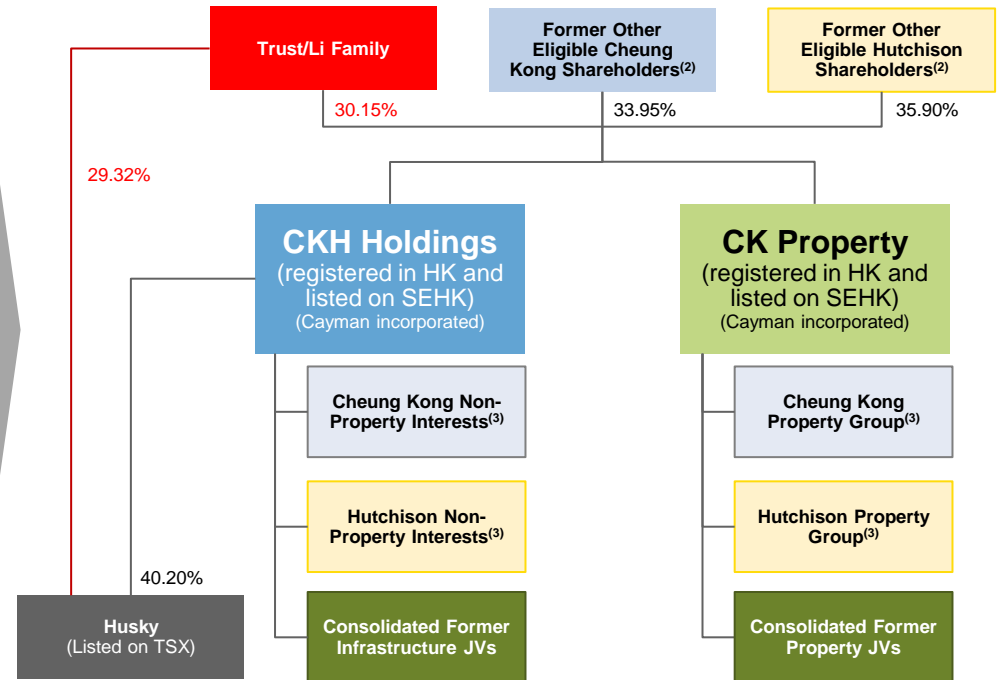 Trust/Li Family
Former Other
Eligible Cheung
Kong Shareholders(2)
Former Other
Eligible Hutchison
Shareholders(2)
30.15%
33.95%
35.90%
29.32%
CKH Holdings
(registered in HK and
listed on SEHK)
(Cayman incorporated)
CK Property
(registered in HK and
listed on SEHK)
(Cayman incorporated)
Cheung Kong Non-
Property Interests(3)
Cheung Kong
Property Group(3)
Hutchison Non-
Property Interests(3)
Hutchison Property
Group(3)
40.20%
Husky
(Listed on TSX)
Consolidated Former
Infrastructure JVs
Consolidated Former
Property JVs